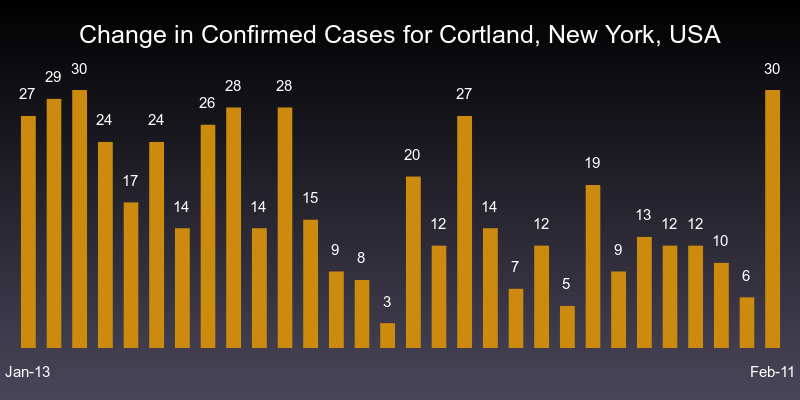 Change in Confirmed Cases for Cortland, New York, USA
27 29 30 24 17 24 14 26 28 14 28 15 9 8 3 20 12 27 14 7 12 5 19 9 13 12 12 10 6 30
Jan-13 Feb-11